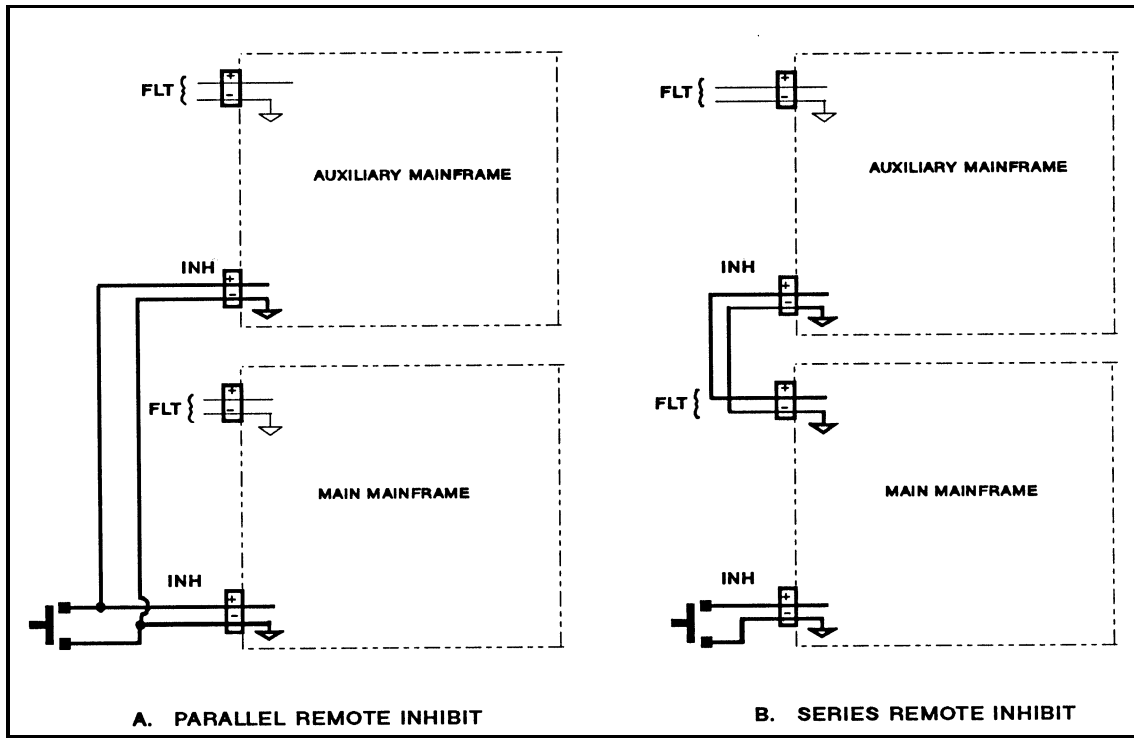 +
FLT {
-
AUXILIARY MAINFRAME
INH
+
-
+
FLT {
-
MAIN MAINFRAME
INH
+
-
A. PARALLEL REMOTE INHIBIT
+
FLT {
-
AUXILIARY MAINFRAME
INH
+
-
+
FLT {
-
MAIN MAINFRAME
INH
+
-
B. SERIES REMOTE INHIBIT